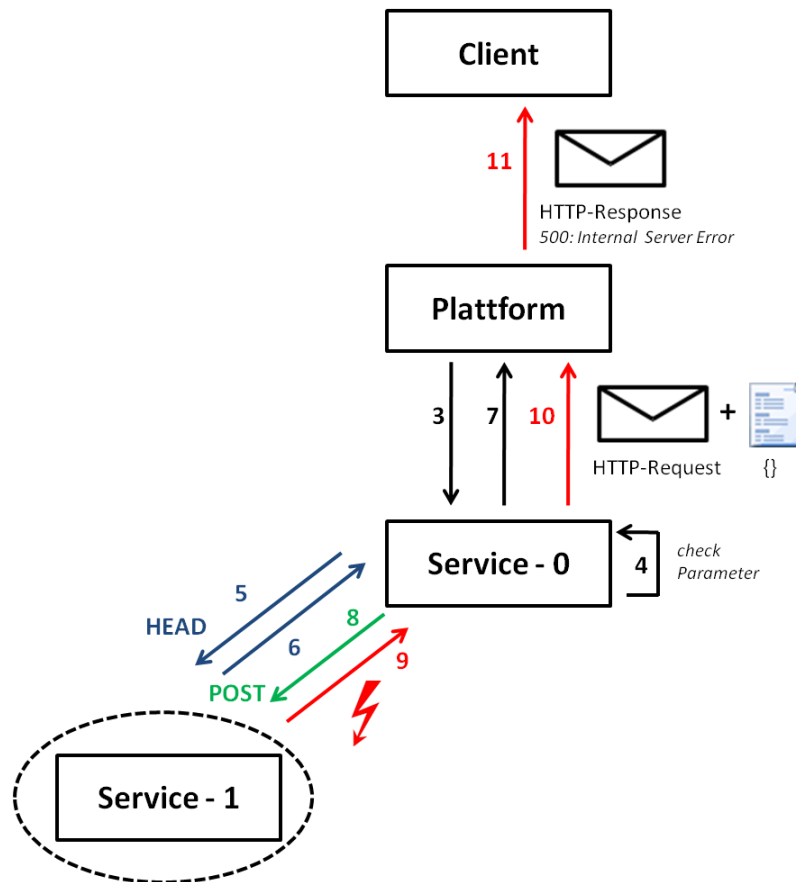 Client
11
HTTP-Response
500: Internal Server Error
Plattform
3
7
10
+
HTTP-Request
{}
Service - 0
4
check
Parameter
5
HEAD
6
8
POST
9
Service - 1